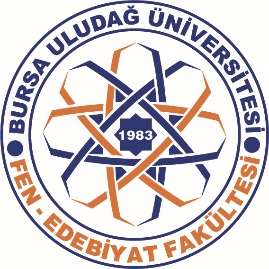 BURSA ULUDAĞ ÜNİVERSİTESİ
1983
FEN - EDEBİYAT FAKÜLTESİ